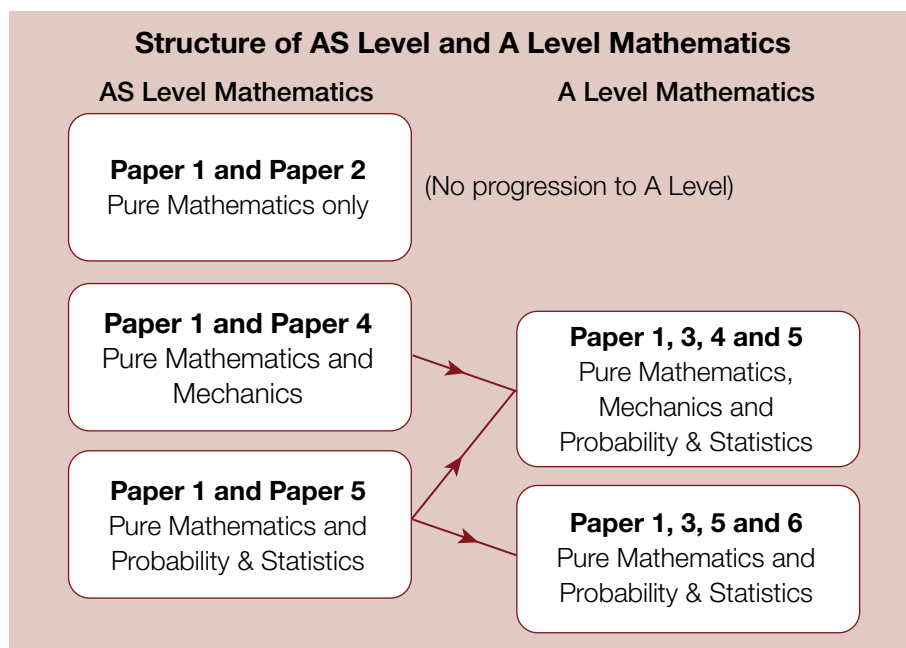 Structure of AS Level and A Level Mathematics
AS Level Mathematics
A Level Mathematics
Paper 1 and Paper 2
Pure Mathematics only
(No progression to A Level)
Paper 1 and Paper 4
Pure Mathematics and
Mechanics
Paper 1, 3, 4 and 5
Pure Mathematics,
Mechanics and
Probability & Statistics
Paper 1 and Paper 5
Pure Mathematics and
Probability & Statistics
Paper 1, 3, 5 and 6
Pure Mathematics and
Probability & Statistics